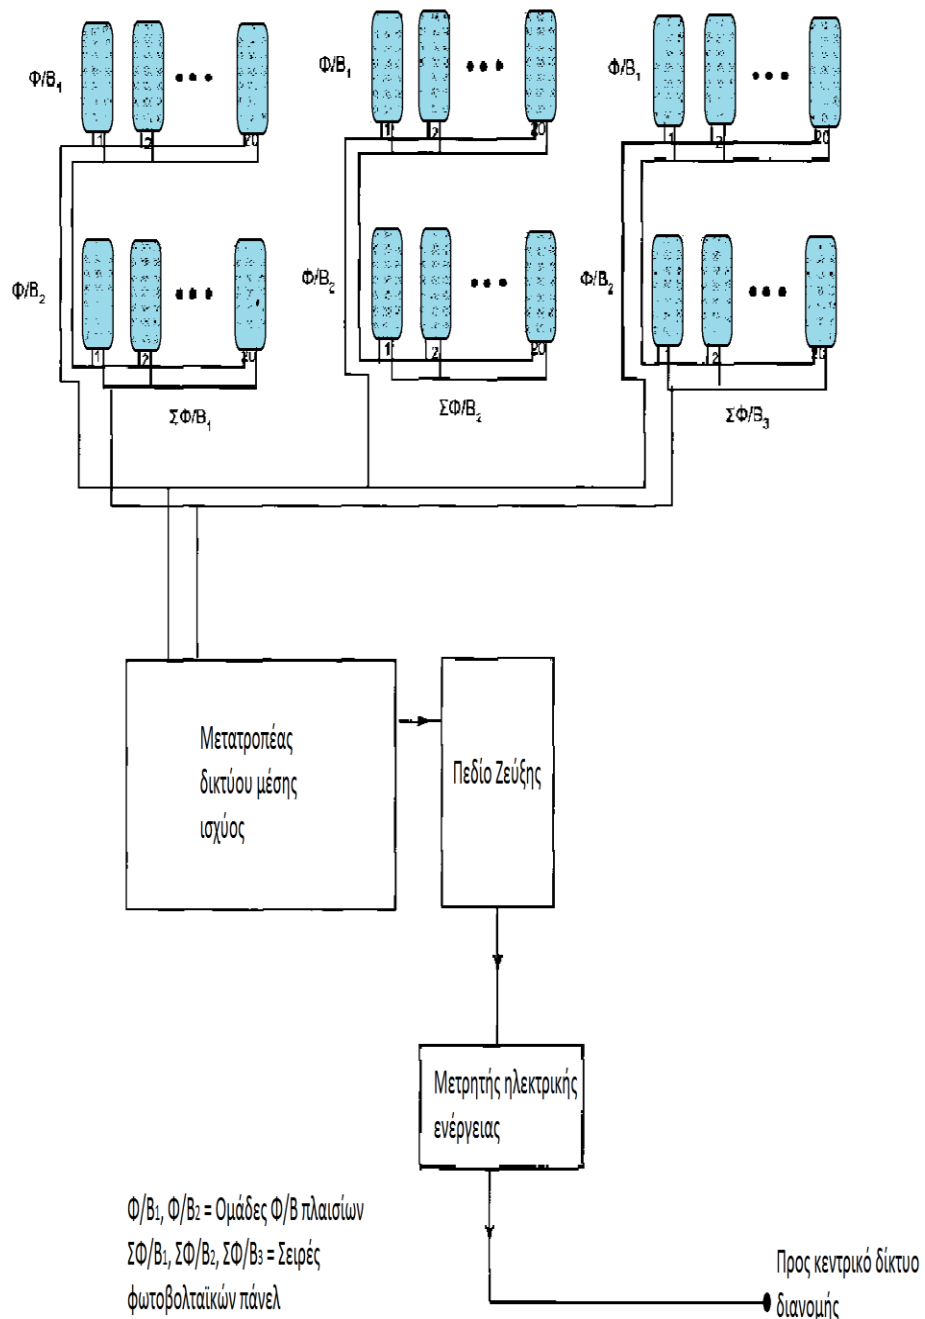 Φ/Β₁
Φ/Β₁
Φ/Β₁
1 2 20
1 2 20
1 2 20
Φ/Β₂
Φ/Β₂
Φ/Β₂
1 2 20
1 2 20
1 2 20
ΣΦ/Β₁
ΣΦ/Β₂
ΣΦ/Β₃
Μετατροπέας
δικτύου μέσης
ισχύος
Πεδίο Ζεύξης
Μετρητής ηλεκτρικής
ενέργειας
Φ/Β₁, Φ/Β₂ = Ομάδες Φ/Β πλαισίων
ΣΦ/Β₁, ΣΦ/Β₂, ΣΦ/Β₃ = Σειρές
φωτοβολταϊκών πάνελ
Προς κεντρικό δίκτυο
διανομής